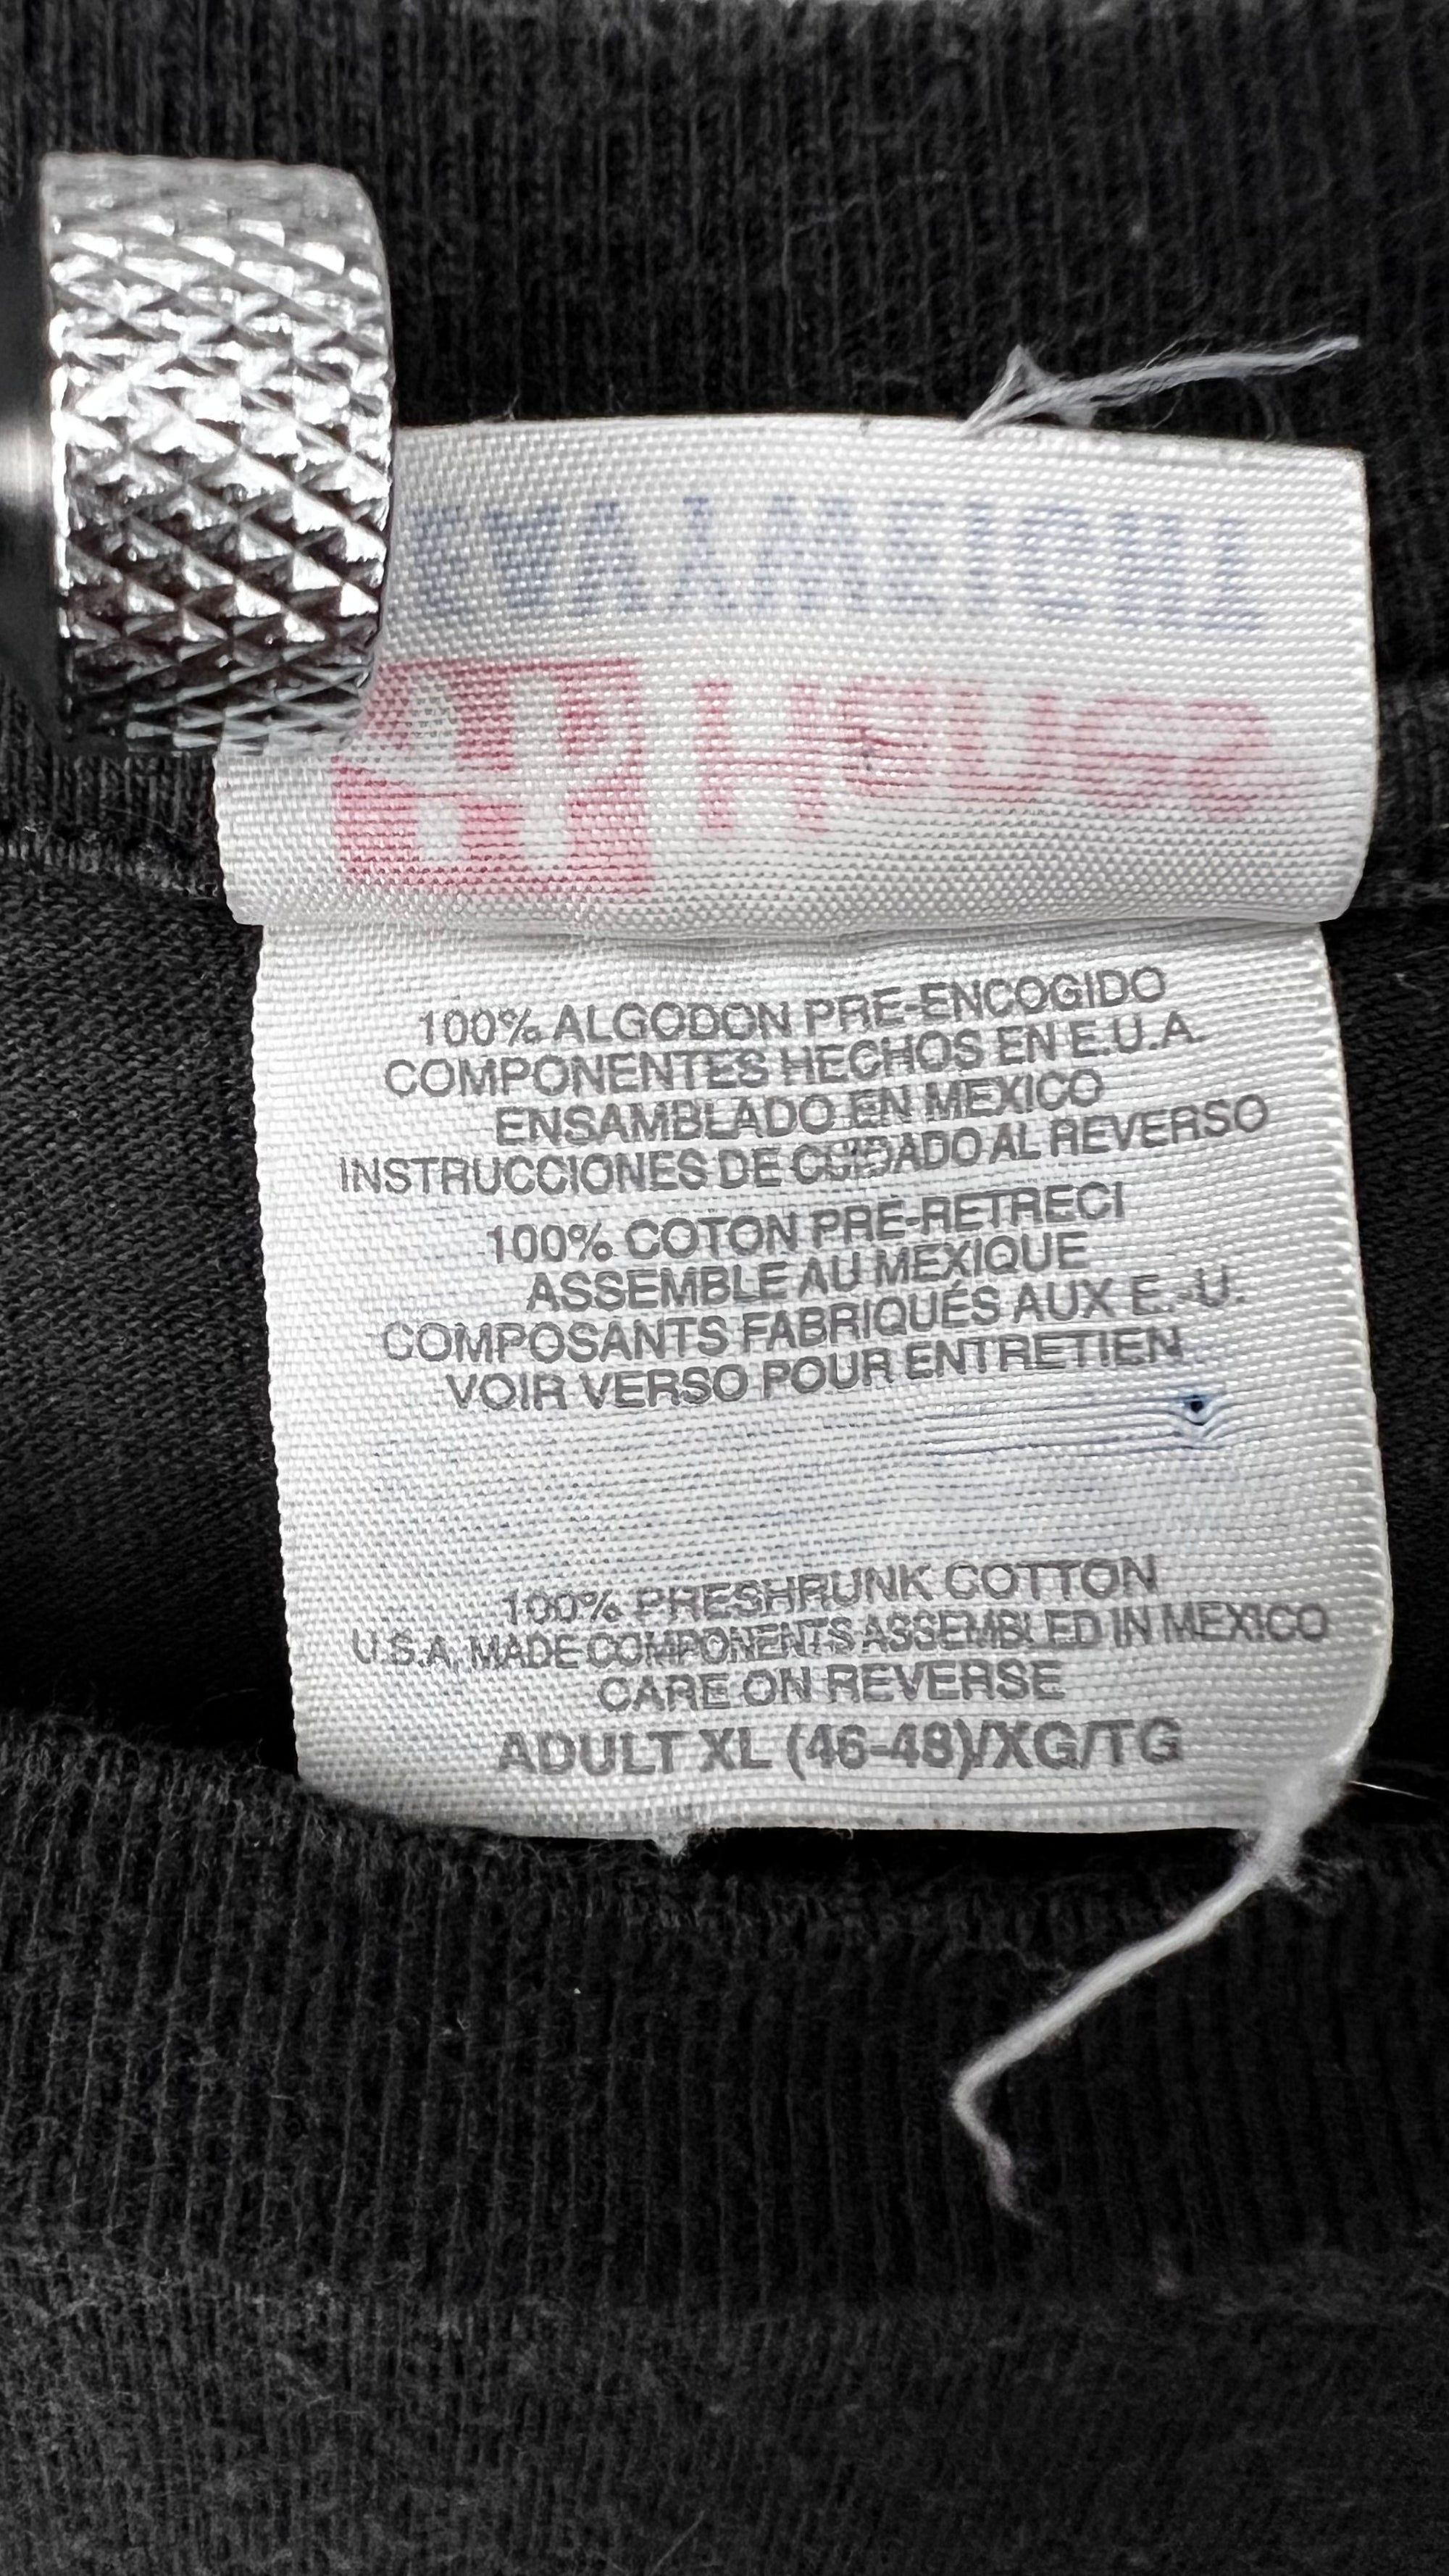 100% ALGODON PRE-ENCOGIDO
COMPONENTES HECHOS EN E.U.A.
ENSAMBLADO EN MEXICO
INSTRUCCIONES DE CUIDADO AL REVERSO
100% COTON PRE-RETRECI
ASSEMBLE AU MEXIQUE
COMPOSANTS FABRIQUÉS AUX E.-U.
VOIR VERSO POUR ENTRETIEN
100% PRESHRUNK COTTON
U.S.A. MADE COMPONENTS ASSEMBLED IN MEXICO
CARE ON REVERSE
ADULT XL (46-48)/XG/TG